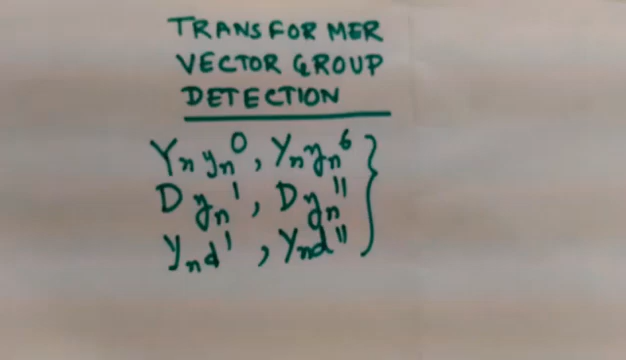 TRANSFORMER
VECTOR GROUP
DETECTION
Ynyn0, Ynyn6
Dyn1, Dyn11
Ynd1, Ynd11